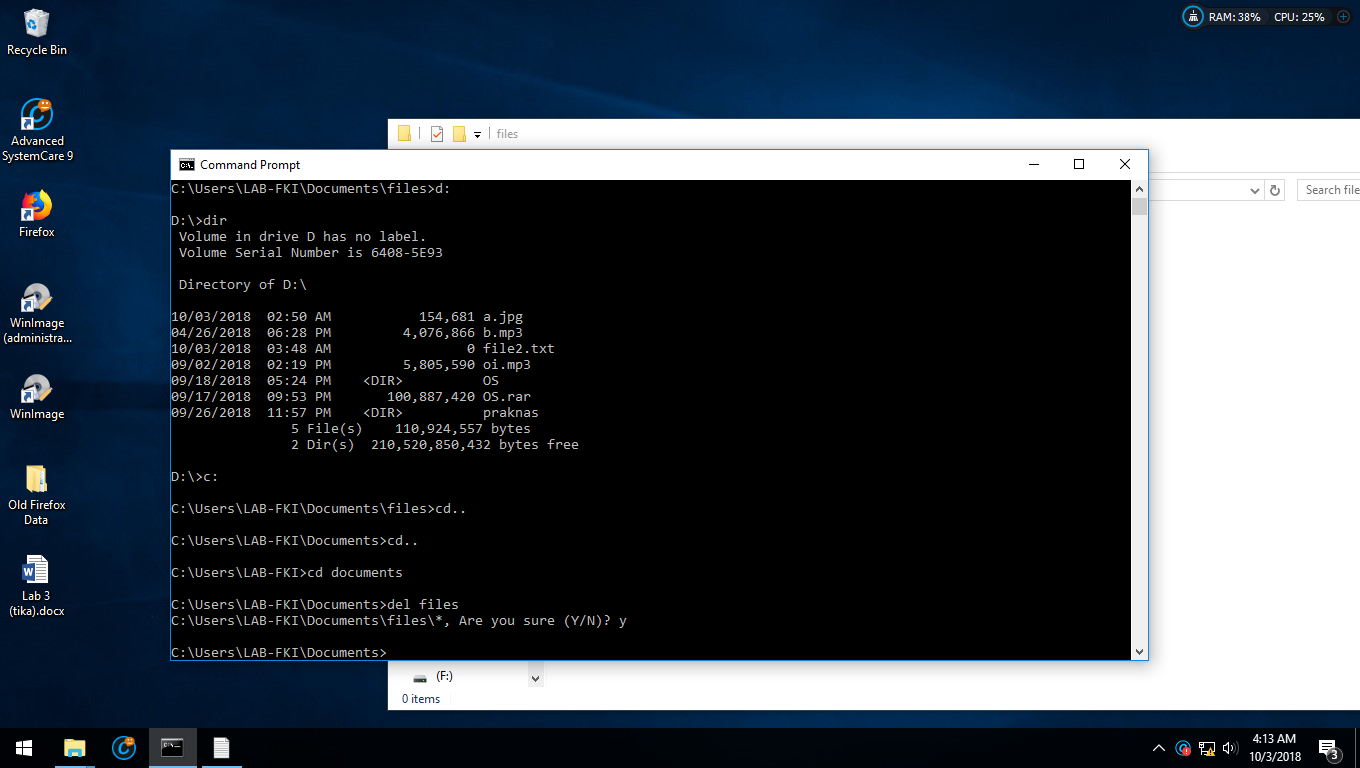 Recycle Bin
Advanced
SystemCare 9
Firefox
WinImage
(administra...
WinImage
Old Firefox
Data
Lab 3
(tika).docx
RAM: 38% CPU: 25%
files
Search file
Command Prompt
C:\Users\LAB-FKI\Documents\files>d:
D:\>dir
Volume in drive D has no label.
Volume Serial Number is 6408-5E93
Directory of D:\
10/03/2018 02:50 AM 154,681 a.jpg
04/26/2018 06:28 PM 4,076,866 b.mp3
10/03/2018 03:48 AM 0 file2.txt
09/02/2018 02:19 PM 5,805,590 oi.mp3
09/18/2018 05:24 PM <DIR> OS
09/17/2018 09:53 PM 100,887,420 OS.rar
09/26/2018 11:57 PM <DIR> praknas
5 File(s) 110,924,557 bytes
2 Dir(s) 210,520,850,432 bytes free
D:\>c:
C:\Users\LAB-FKI\Documents\files>cd..
C:\Users\LAB-FKI\Documents>cd..
C:\Users\LAB-FKI>cd documents
C:\Users\LAB-FKI\Documents>del files
C:\Users\LAB-FKI\Documents\files\*, Are you sure (Y/N)? y
C:\Users\LAB-FKI\Documents>
(F:)
0 items
4:13 AM
10/3/2018
3